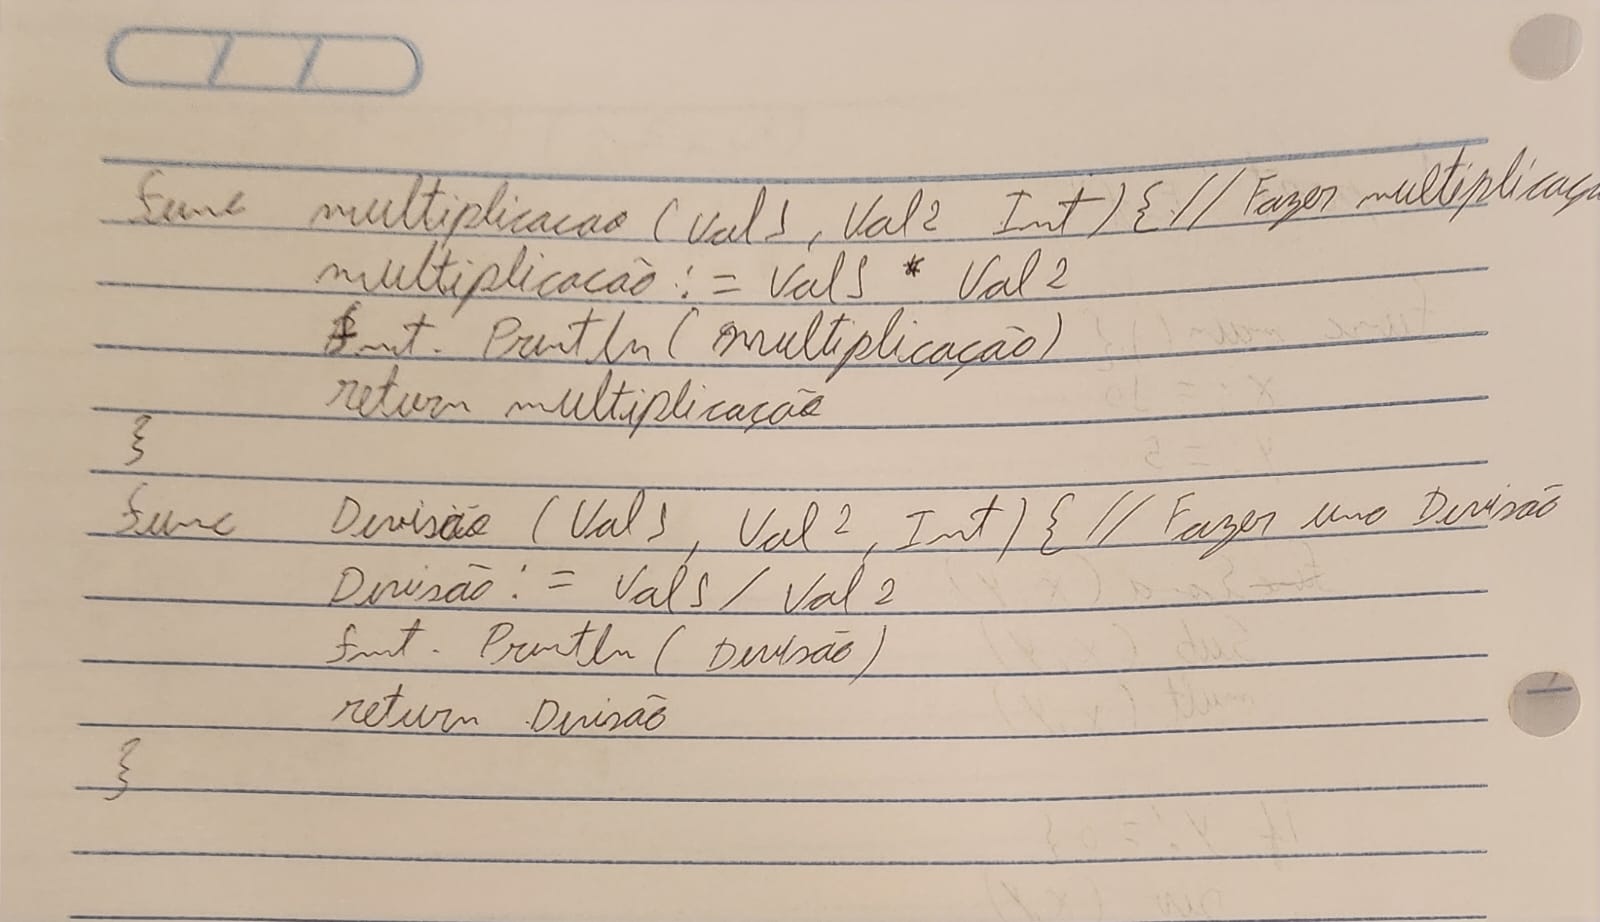 func multiplicacao (Val1, Val2 Int) { // Fazer multiplicaçã
multiplicacão := Val1 * Val2
fmt. Println ( multiplicação)
return multiplicação
}
func Divisão (Val1, Val2, Int) { // Fazer uma Divisão
Divisão := Val1 / Val2
fmt. Println ( Divisão)
return Divisão
}